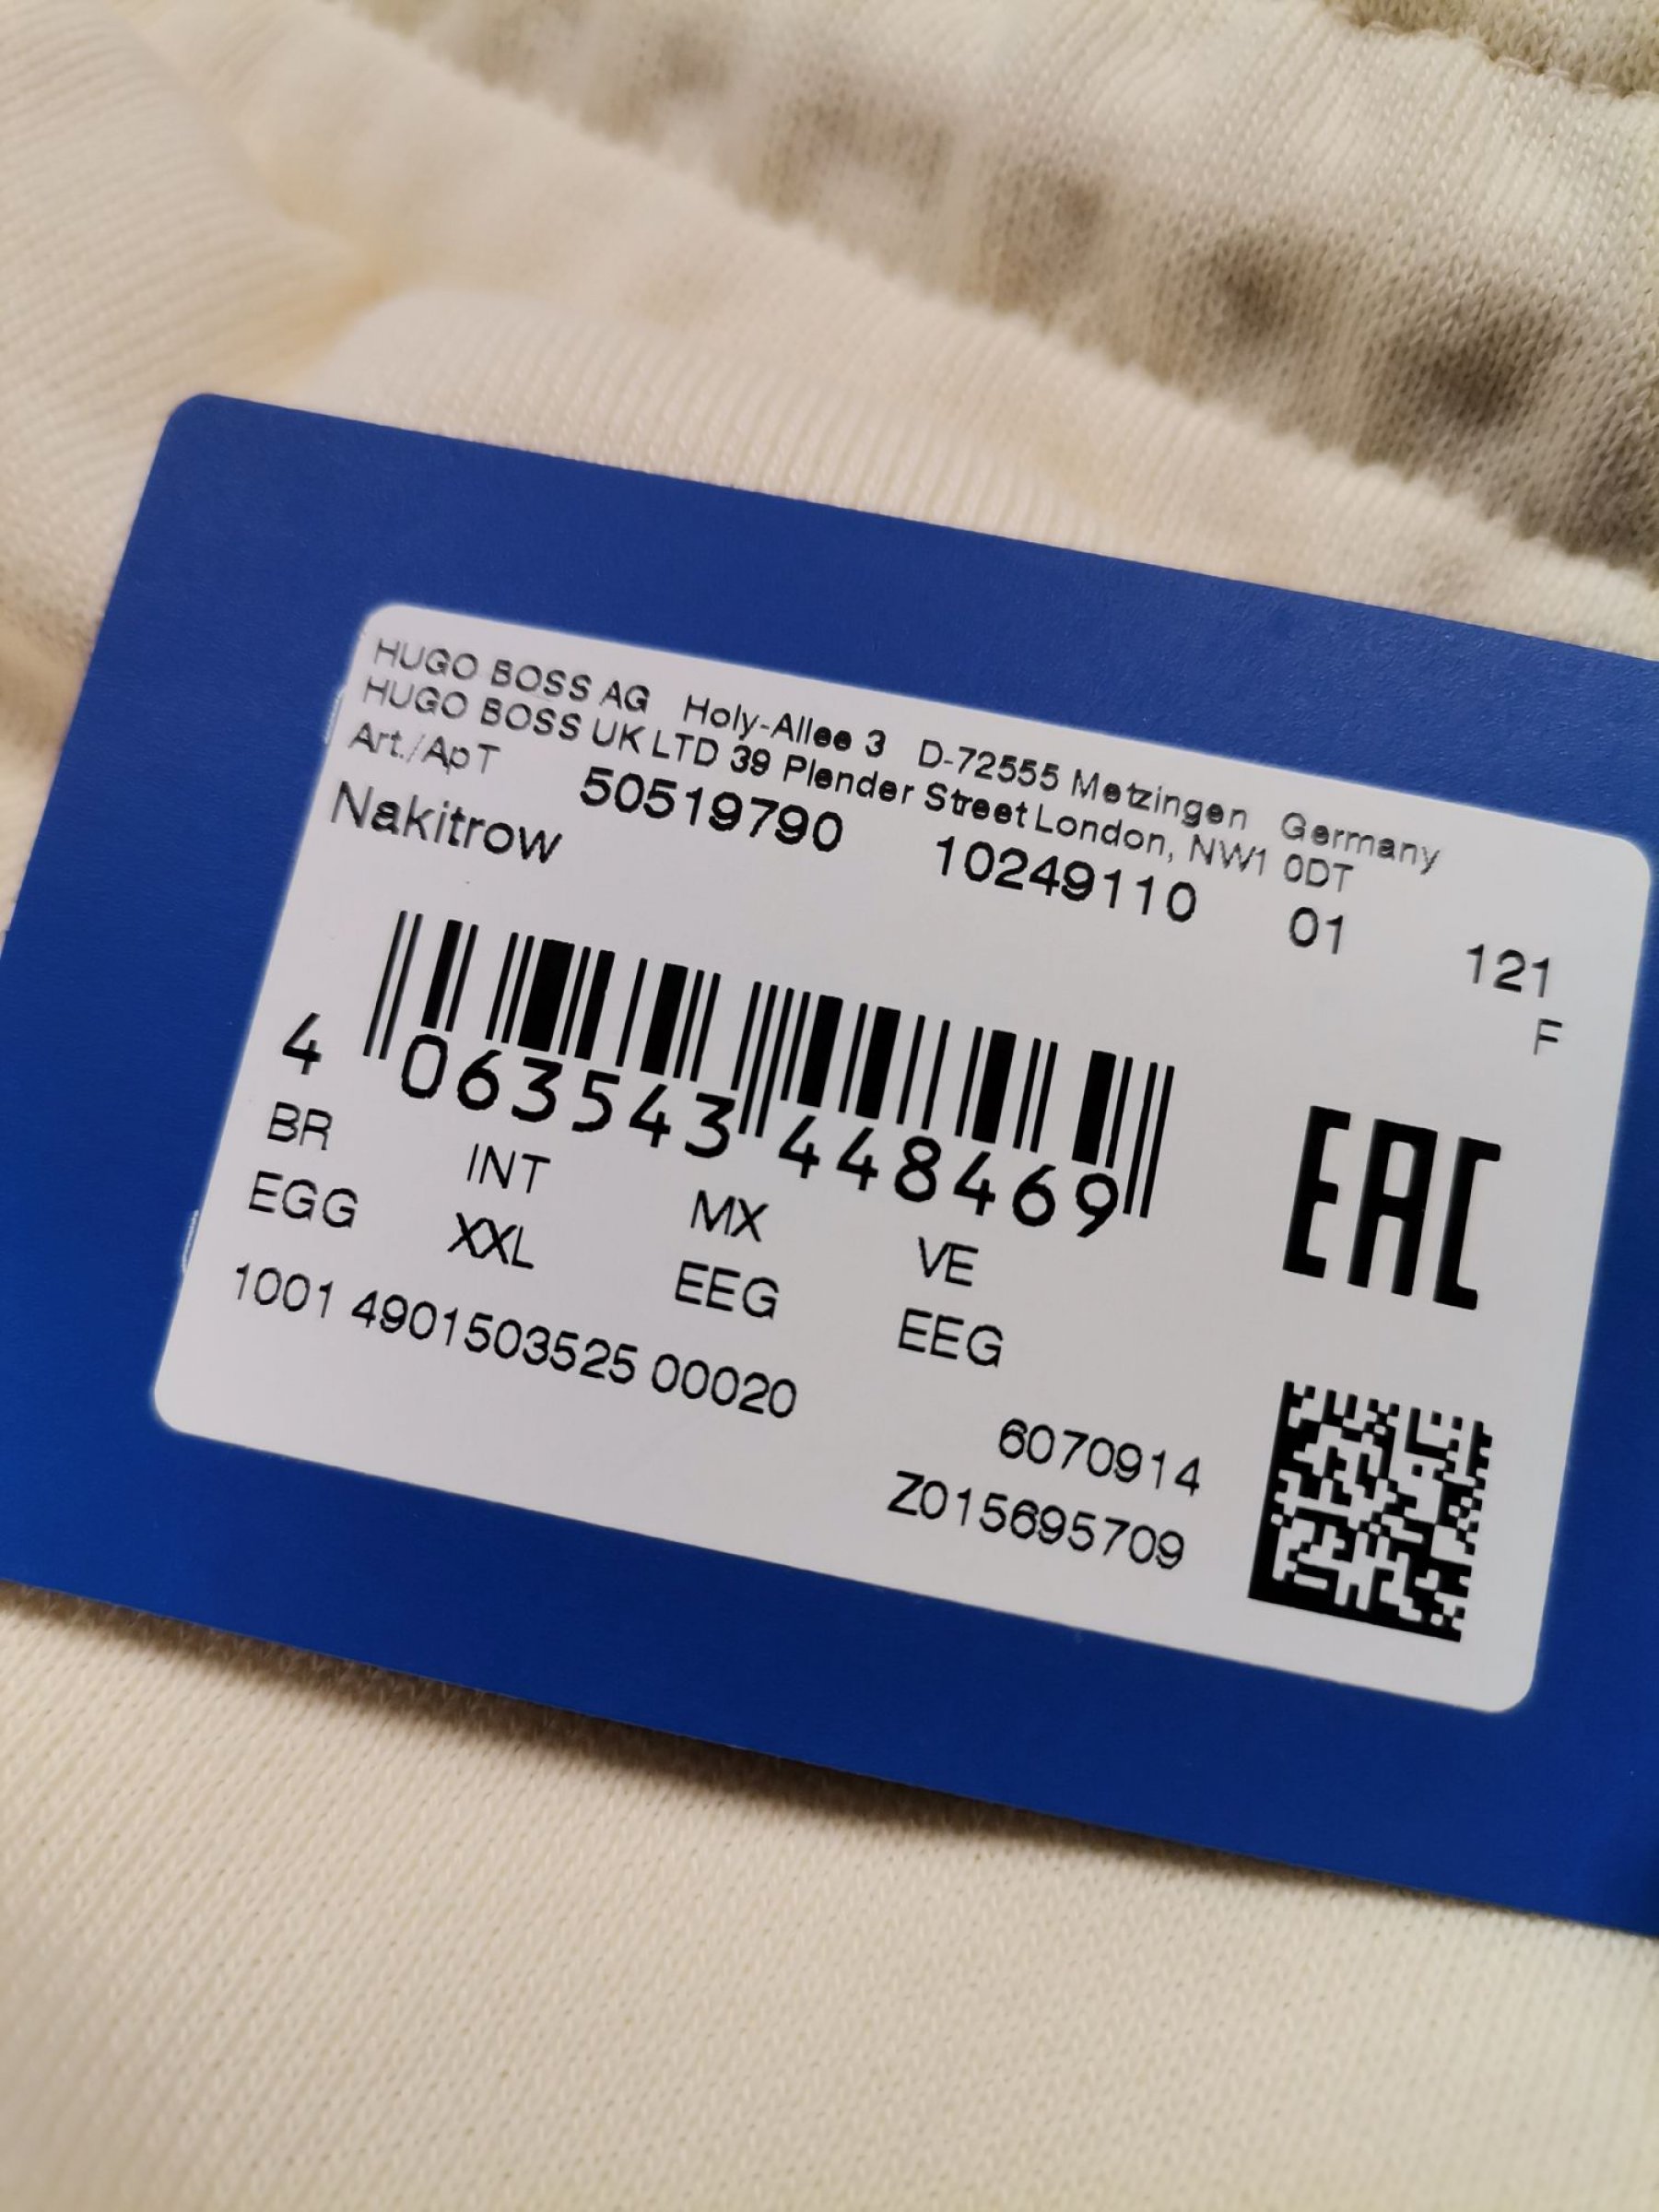 HUGO BOSS AG Holy-Allee 3 D-72555 Metzingen Germany
HUGO BOSS UK LTD 39 Plender Street London, NW1 0DT
Art./АрТ 50519790 10249110 01 121
Nakitrow F
4 063543 448469
EAC
BR INT MX VE
EGG XXL EEG EEG
1001 4901503525 00020
6070914
Z015695709